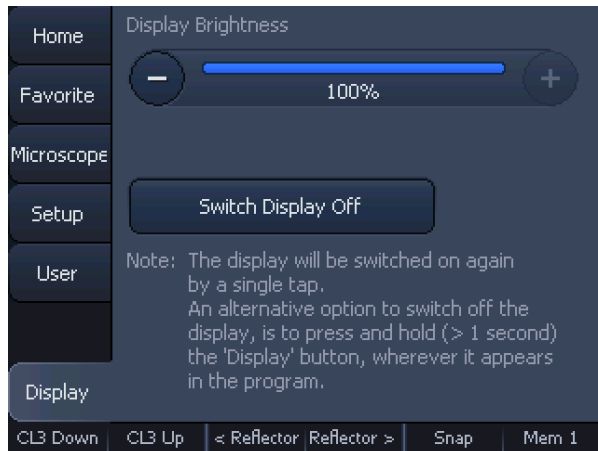 Home
Favorite
Microscope
Setup
User
Display
Display Brightness
−
100%
+
Switch Display Off
Note: The display will be switched on again
by a single tap.
An alternative option to switch off the
display, is to press and hold (> 1 second)
the 'Display' button, wherever it appears
in the program.
CL3 Down CL3 Up < Reflector Reflector > Snap Mem 1